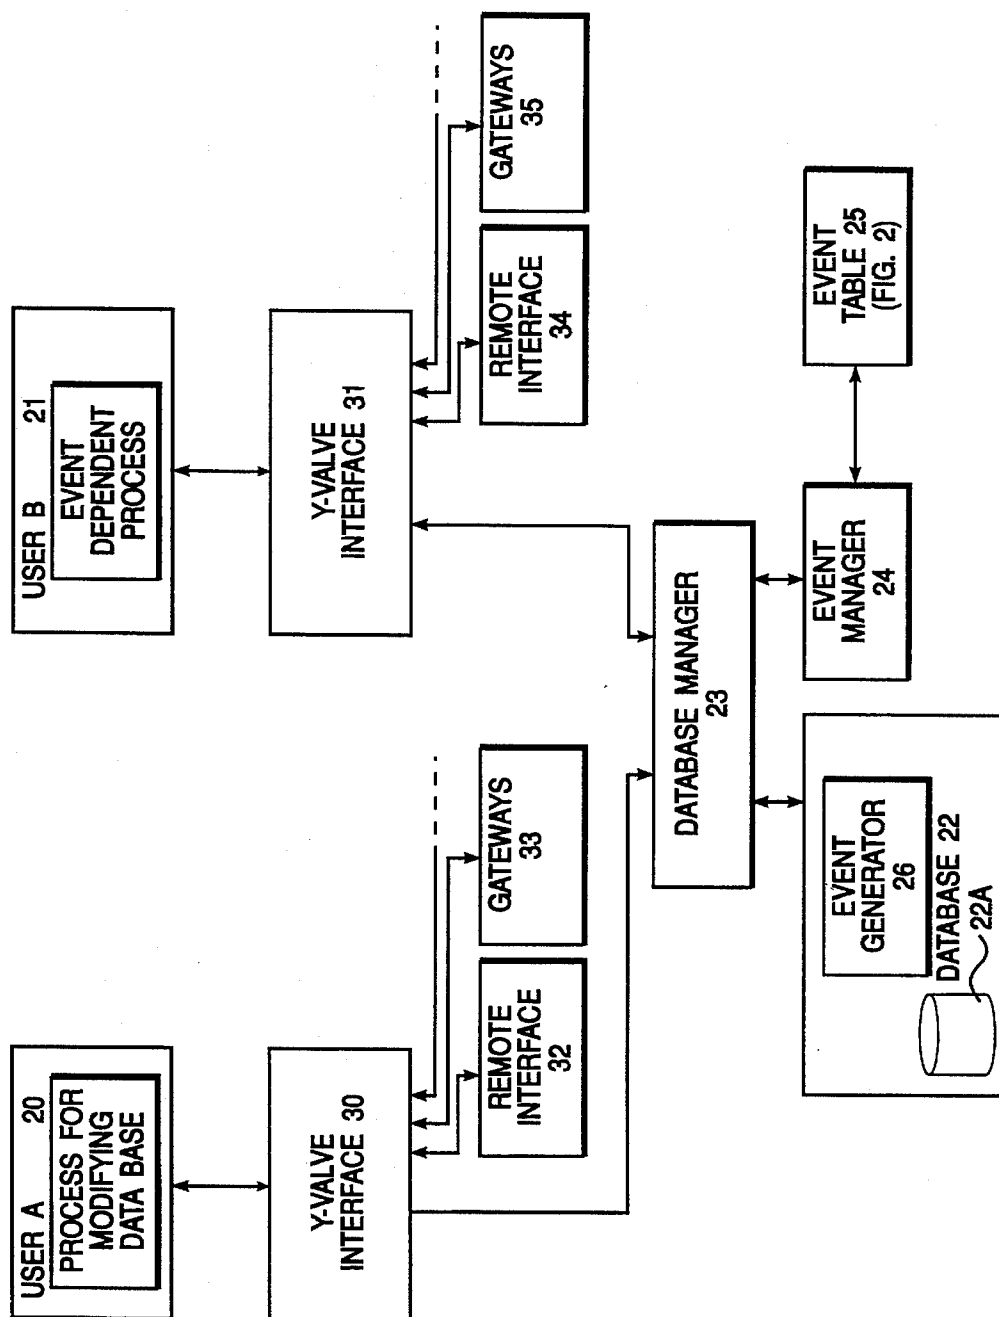 USER A 20
PROCESS FOR
MODIFYING
DATA BASE
USER B 21
EVENT
DEPENDENT
PROCESS
Y-VALVE
INTERFACE 30
Y-VALVE
INTERFACE 31
REMOTE
INTERFACE
32
GATEWAYS
33
REMOTE
INTERFACE
34
GATEWAYS
35
DATABASE MANAGER
23
EVENT
GENERATOR
26
DATABASE 22
22A
EVENT
MANAGER
24
EVENT
TABLE 25
(FIG. 2)